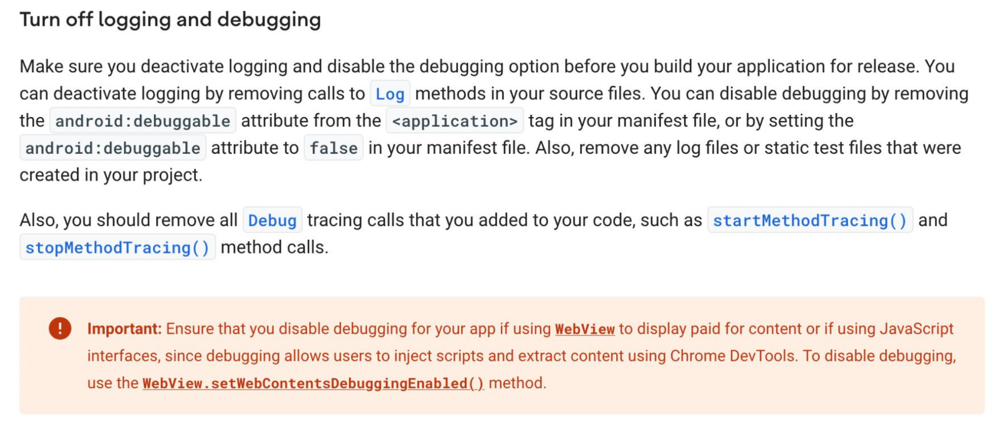 Turn off logging and debugging
Make sure you deactivate logging and disable the debugging option before you build your application for release. You
can deactivate logging by removing calls to Log methods in your source files. You can disable debugging by removing
the android:debuggable attribute from the <application> tag in your manifest file, or by setting the
android:debuggable attribute to false in your manifest file. Also, remove any log files or static test files that were
created in your project.
Also, you should remove all Debug tracing calls that you added to your code, such as startMethodTracing() and
stopMethodTracing() method calls.
Important: Ensure that you disable debugging for your app if using WebView to display paid for content or if using JavaScript
interfaces, since debugging allows users to inject scripts and extract content using Chrome DevTools. To disable debugging,
use the WebView.setWebContentsDebuggingEnabled() method.